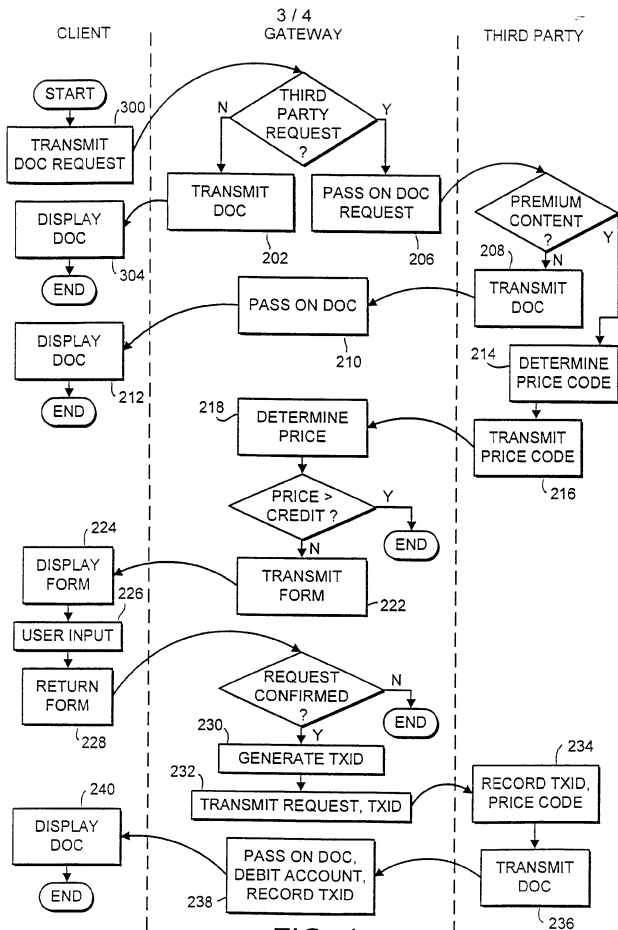 3 / 4
CLIENT
GATEWAY
THIRD PARTY
START
300
TRANSMIT
DOC REQUEST
N
THIRD
PARTY
REQUEST
?
Y
TRANSMIT
DOC
202
PASS ON DOC
REQUEST
206
PREMIUM
CONTENT
?
Y
N
DISPLAY
DOC
304
END
208
TRANSMIT
DOC
PASS ON DOC
210
DISPLAY
DOC
212
END
214
DETERMINE
PRICE CODE
218
DETERMINE
PRICE
TRANSMIT
PRICE CODE
216
PRICE >
CREDIT ?
Y
END
N
224
DISPLAY
FORM
TRANSMIT
FORM
222
226
USER INPUT
RETURN
FORM
228
REQUEST
CONFIRMED
?
N
END
Y
230
GENERATE TXID
232
TRANSMIT REQUEST, TXID
234
RECORD TXID,
PRICE CODE
240
DISPLAY
DOC
END
PASS ON DOC,
DEBIT ACCOUNT,
RECORD TXID
238
TRANSMIT
DOC
236